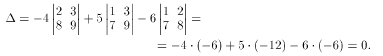 Δ = −4 |2 3; 8 9| + 5 |1 3; 7 9| − 6 |1 2; 7 8| =
= −4 · (−6) + 5 · (−12) − 6 · (−6) = 0.